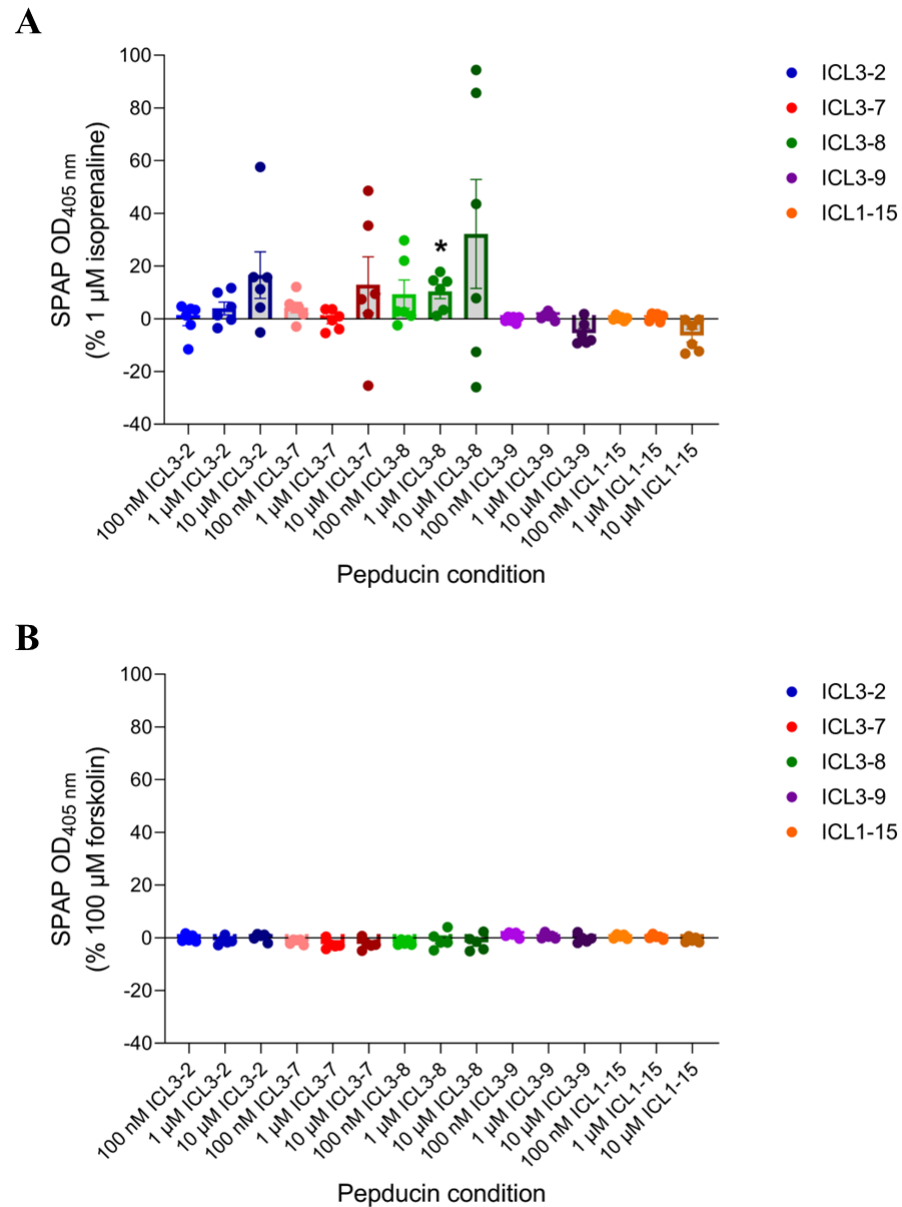 A
SPAP OD405 nm
(% 1 µM isoprenaline)
100
80
60
40
20
0
-20
-40
*
ICL3-2
ICL3-7
ICL3-8
ICL3-9
ICL1-15
100 nM ICL3-2
1 µM ICL3-2
10 µM ICL3-2
100 nM ICL3-7
1 µM ICL3-7
10 µM ICL3-7
100 nM ICL3-8
1 µM ICL3-8
10 µM ICL3-8
100 nM ICL3-9
1 µM ICL3-9
10 µM ICL3-9
100 nM ICL1-15
1 µM ICL1-15
10 µM ICL1-15
Pepducin condition
B
SPAP OD405 nm
(% 100 µM forskolin)
100
80
60
40
20
0
-20
-40
ICL3-2
ICL3-7
ICL3-8
ICL3-9
ICL1-15
100 nM ICL3-2
1 µM ICL3-2
10 µM ICL3-2
100 nM ICL3-7
1 µM ICL3-7
10 µM ICL3-7
100 nM ICL3-8
1 µM ICL3-8
10 µM ICL3-8
100 nM ICL3-9
1 µM ICL3-9
10 µM ICL3-9
100 nM ICL1-15
1 µM ICL1-15
10 µM ICL1-15
Pepducin condition